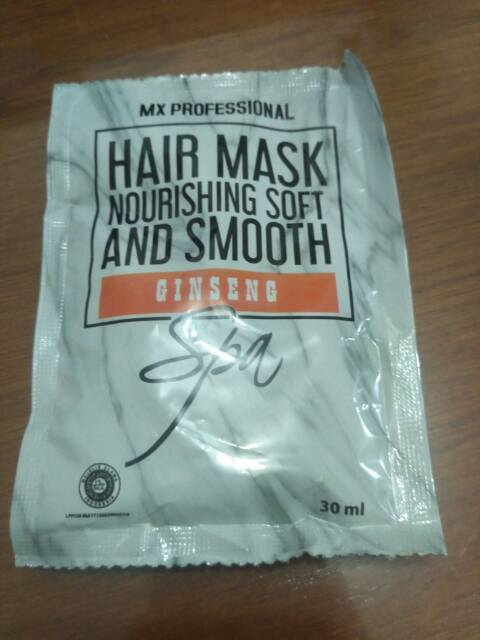 MX PROFESSIONAL
HAIR MASK
NOURISHING SOFT
AND SMOOTH
GINSENG
Spa
30 ml